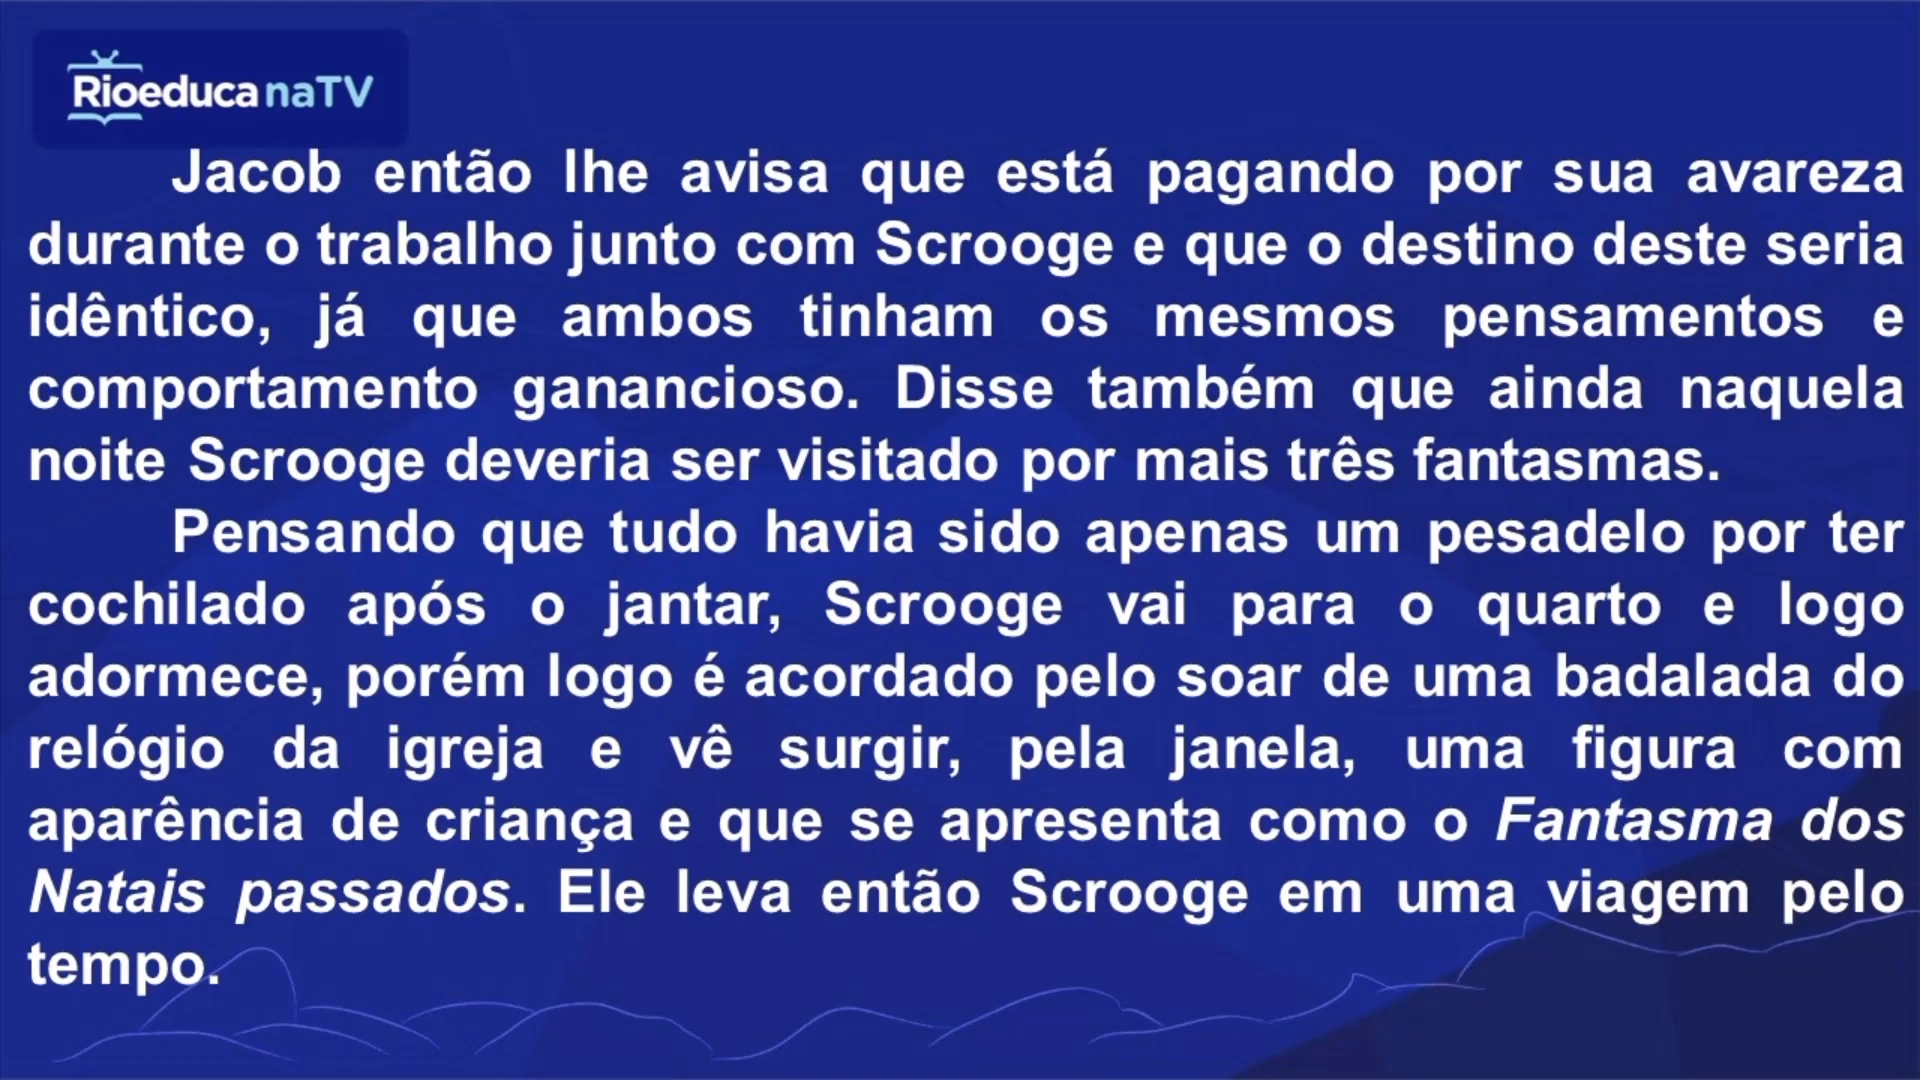 Rioeduca naTV
Jacob então lhe avisa que está pagando por sua avareza
durante o trabalho junto com Scrooge e que o destino deste seria
idêntico, já que ambos tinham os mesmos pensamentos e
comportamento ganancioso. Disse também que ainda naquela
noite Scrooge deveria ser visitado por mais três fantasmas.
Pensando que tudo havia sido apenas um pesadelo por ter
cochilado após o jantar, Scrooge vai para o quarto e logo
adormece, porém logo é acordado pelo soar de uma badalada do
relógio da igreja e vê surgir, pela janela, uma figura com
aparência de criança e que se apresenta como o Fantasma dos
Natais passados. Ele leva então Scrooge em uma viagem pelo
tempo.